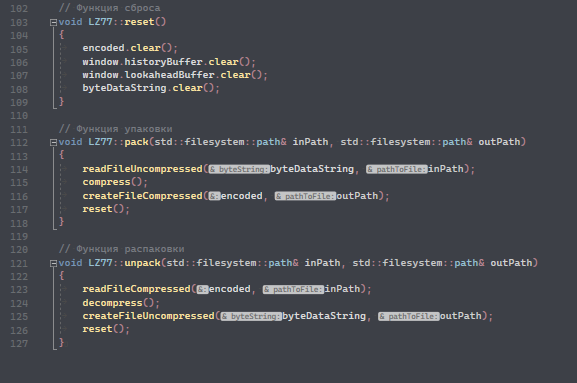 102 // Функция сброса
103 void LZ77::reset()
104 {
105 encoded.clear();
106 window.historyBuffer.clear();
107 window.lookaheadBuffer.clear();
108 byteDataString.clear();
109 }
110
111 // Функция упаковки
112 void LZ77::pack(std::filesystem::path& inPath, std::filesystem::path& outPath)
113 {
114 readFileUncompressed(& byteString: byteDataString, & pathToFile: inPath);
115 compress();
116 createFileCompressed(&: encoded, & pathToFile: outPath);
117 reset();
118 }
119
120 // Функция распаковки
121 void LZ77::unpack(std::filesystem::path& inPath, std::filesystem::path& outPath)
122 {
123 readFileCompressed(&: encoded, & pathToFile: inPath);
124 decompress();
125 createFileUncompressed(& byteString: byteDataString, & pathToFile: outPath);
126 reset();
127 }